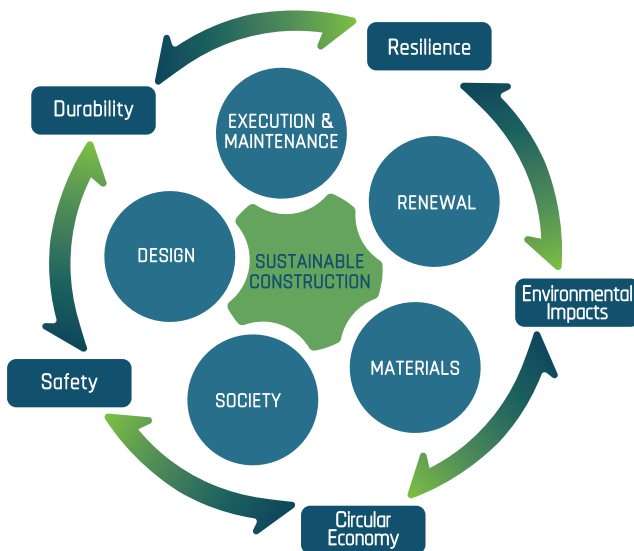 Resilience
Durability
EXECUTION &
MAINTENANCE
RENEWAL
DESIGN
SUSTAINABLE
CONSTRUCTION
Environmental
Impacts
MATERIALS
Safety
SOCIETY
Circular
Economy